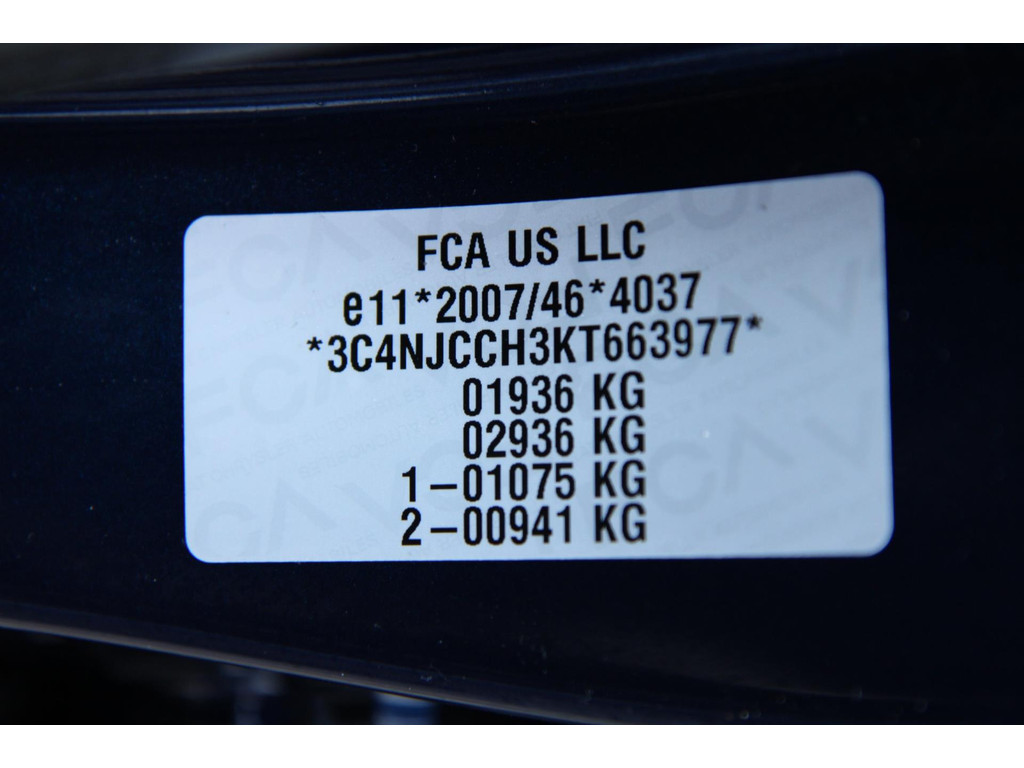 FCA US LLC
e11*2007/46*4037
*3C4NJCCH3KT663977*
01936 KG
02936 KG
1-01075 KG
2-00941 KG